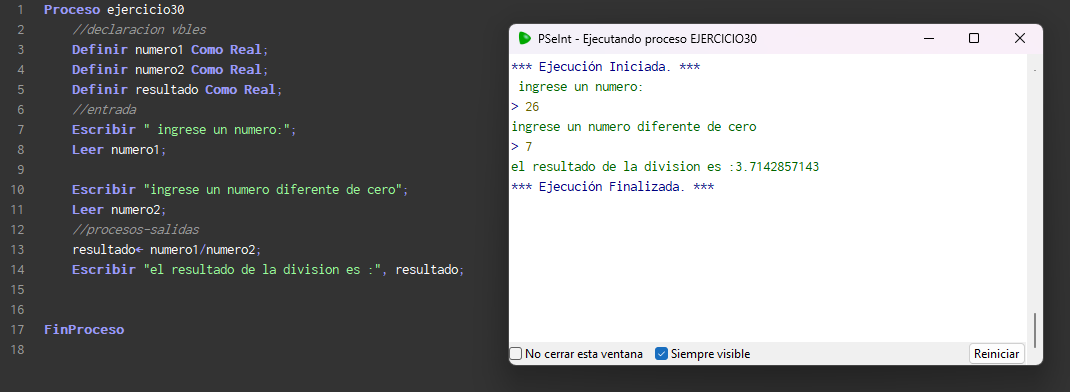 1 Proceso ejercicio30
2 //declaracion vbles
3 Definir numero1 Como Real;
4 Definir numero2 Como Real;
5 Definir resultado Como Real;
6 //entrada
7 Escribir " ingrese un numero:";
8 Leer numero1;
9
10 Escribir "ingrese un numero diferente de cero";
11 Leer numero2;
12 //procesos-salidas
13 resultado← numero1/numero2;
14 Escribir "el resultado de la division es :", resultado;
15
16
17 FinProceso
18
PSeInt - Ejecutando proceso EJERCICIO30
*** Ejecución Iniciada. ***
 ingrese un numero:
> 26
ingrese un numero diferente de cero
> 7
el resultado de la division es :3.7142857143
*** Ejecución Finalizada. ***
No cerrar esta ventana Siempre visible Reiniciar